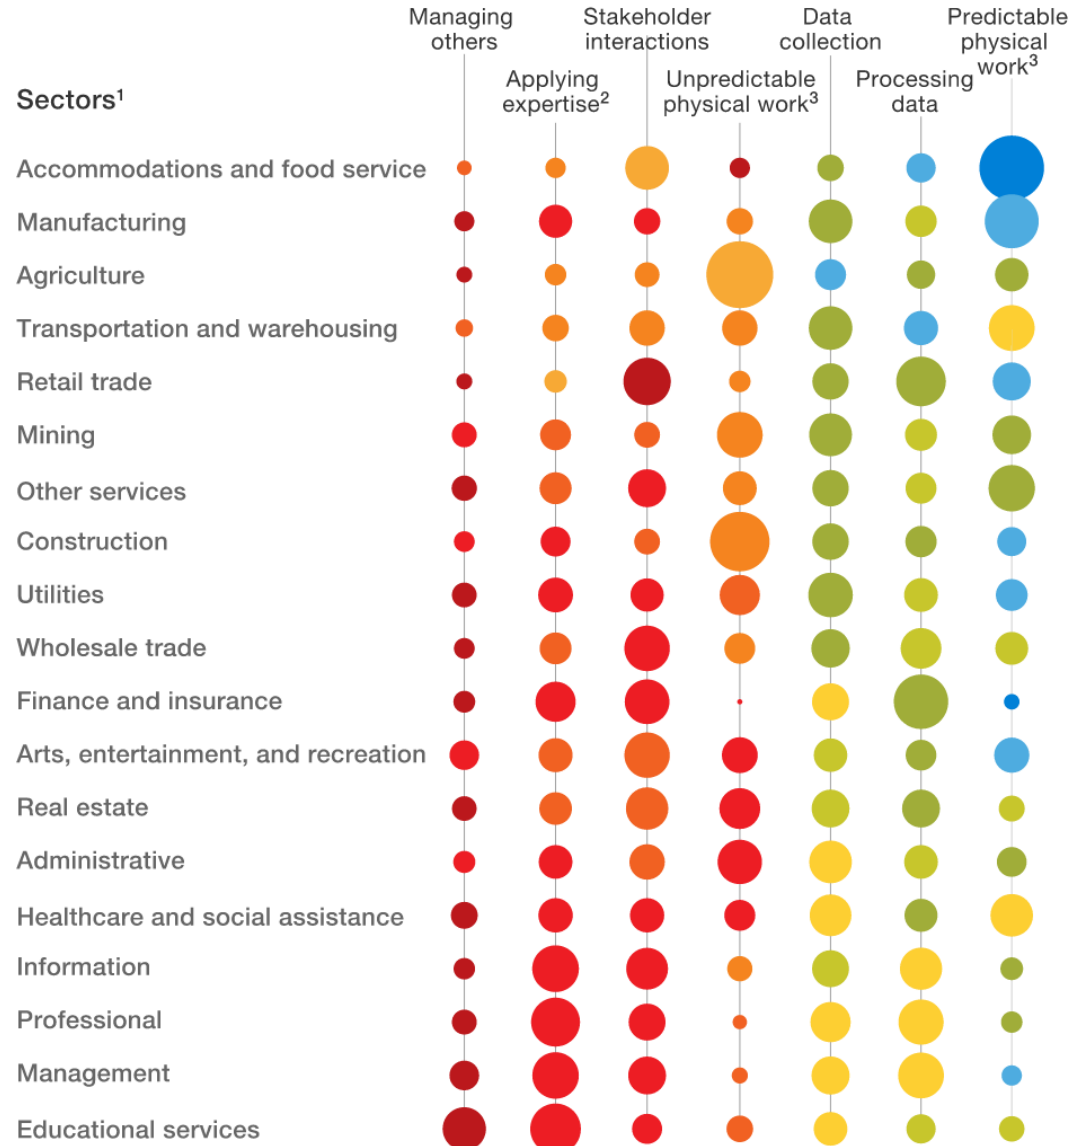 Managing
others
Stakeholder
interactions
Data
collection
Predictable
physical
work³
Sectors¹
Applying
expertise²
Unpredictable
physical work³
Processing
data
Accommodations and food service
Manufacturing
Agriculture
Transportation and warehousing
Retail trade
Mining
Other services
Construction
Utilities
Wholesale trade
Finance and insurance
Arts, entertainment, and recreation
Real estate
Administrative
Healthcare and social assistance
Information
Professional
Management
Educational services